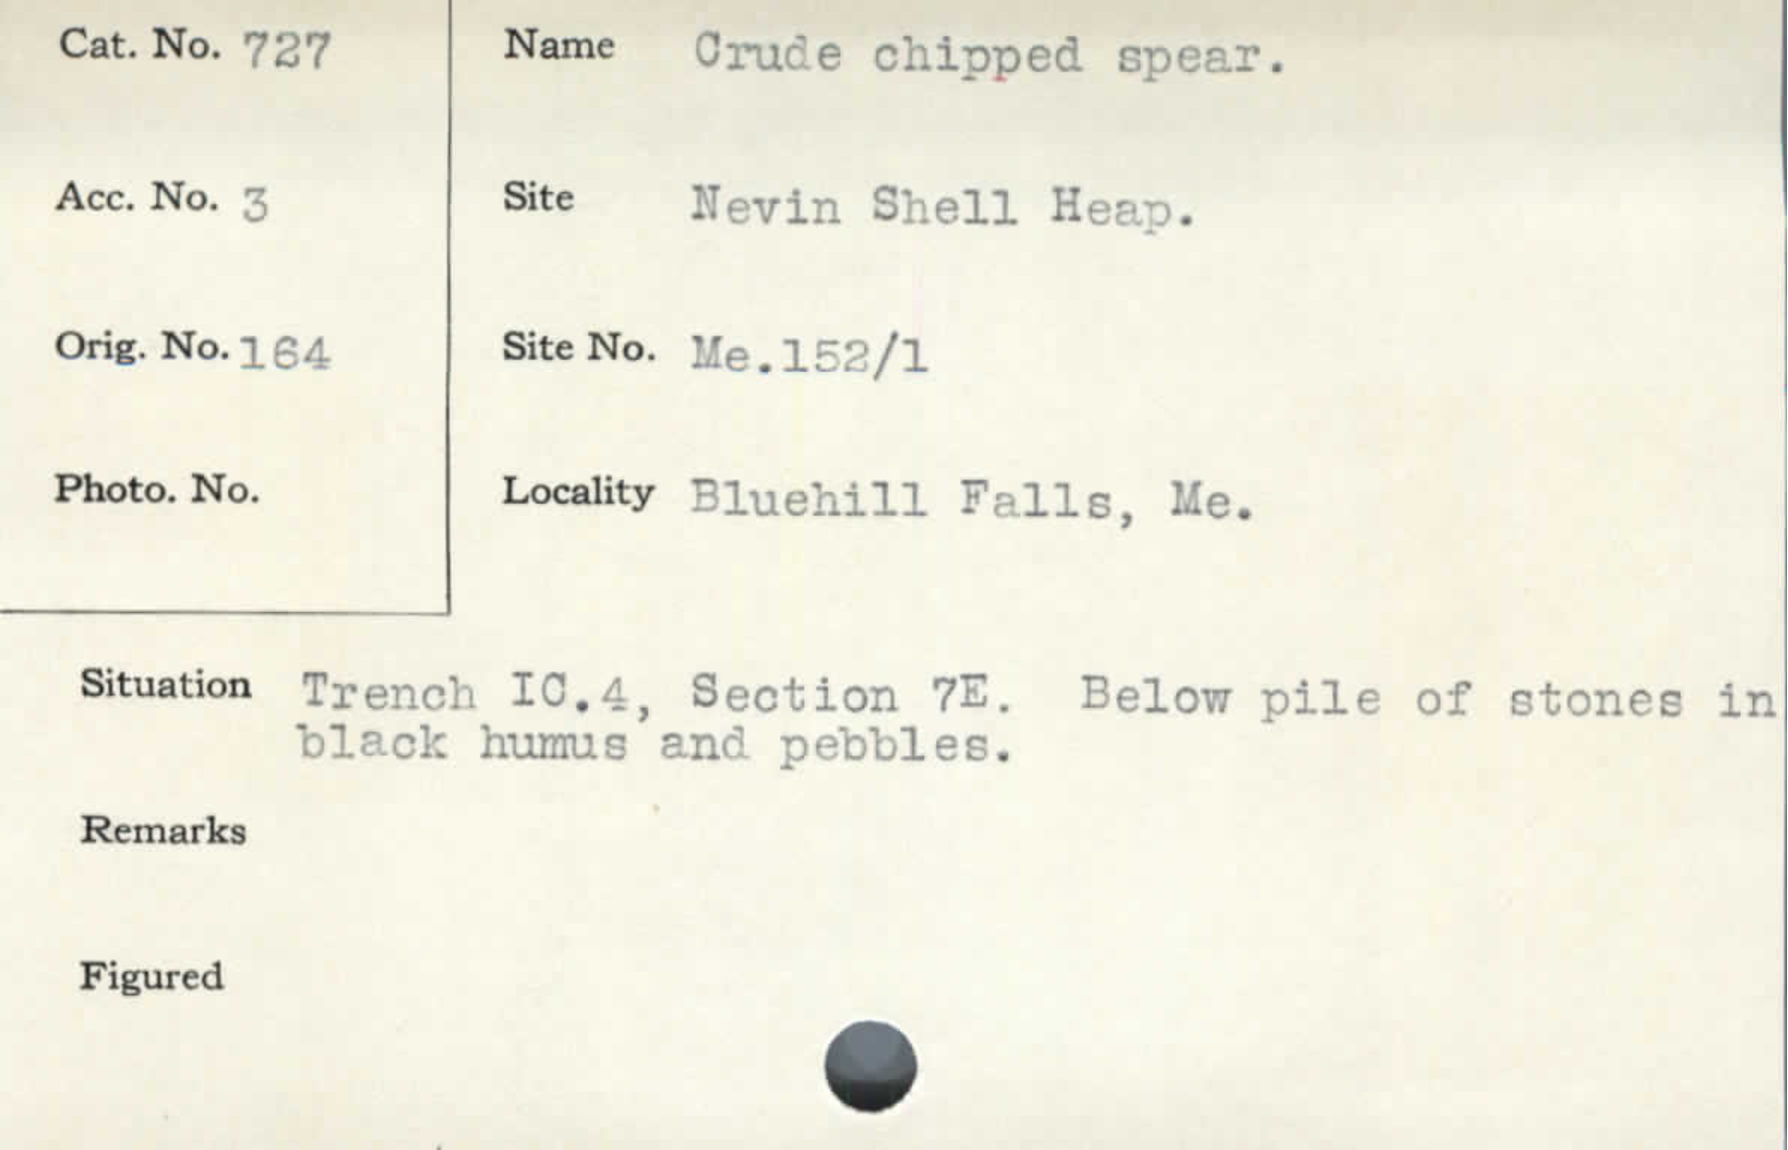 Cat. No. 727
Name Crude chipped spear.
Acc. No. 3
Site Nevin Shell Heap.
Orig. No. 164
Site No. Me.152/1
Photo. No.
Locality Bluehill Falls, Me.
Situation Trench IC.4, Section 7E. Below pile of stones in
black humus and pebbles.
Remarks
Figured